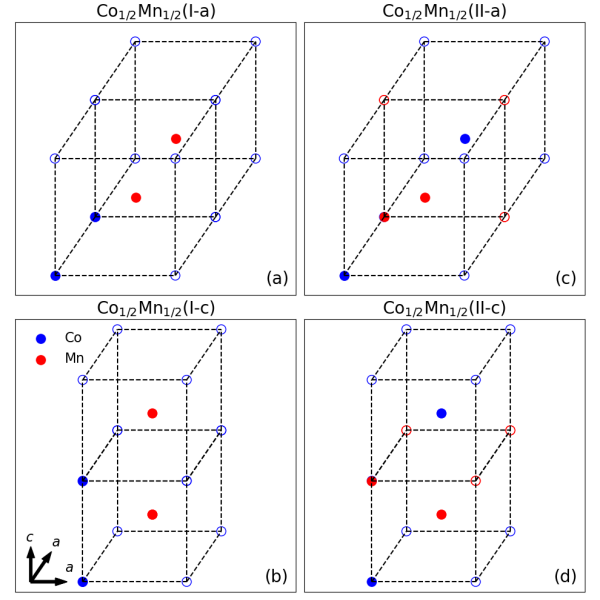 Co1/2Mn1/2(I-a)
Co1/2Mn1/2(II-a)
(a)
(c)
Co1/2Mn1/2(I-c)
Co1/2Mn1/2(II-c)
Co
Mn
c
a
a
(b)
(d)